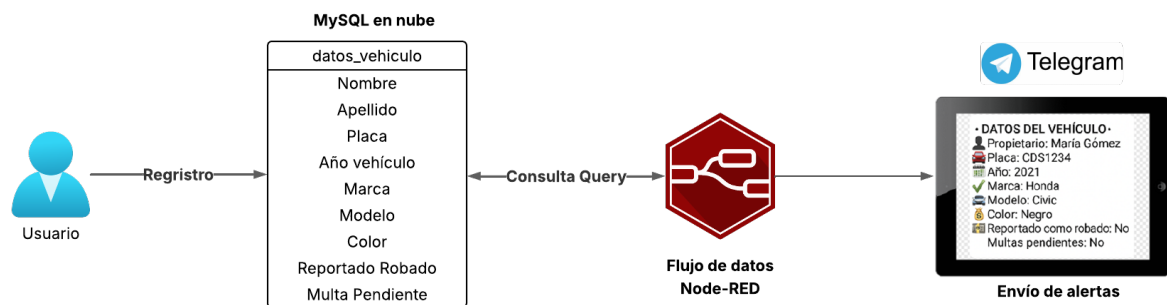 MySQL en nube
datos_vehiculo
Nombre
Apellido
Placa
Año vehículo
Marca
Modelo
Color
Reportado Robado
Multa Pendiente
Usuario
Regristro
Consulta Query
Flujo de datos
Node-RED
Telegram
· DATOS DEL VEHÍCULO·
Propietario: María Gómez
Placa: CDS1234
Año: 2021
Marca: Honda
Modelo: Civic
Color: Negro
Reportado como robado: No
Multas pendientes: No
Envío de alertas